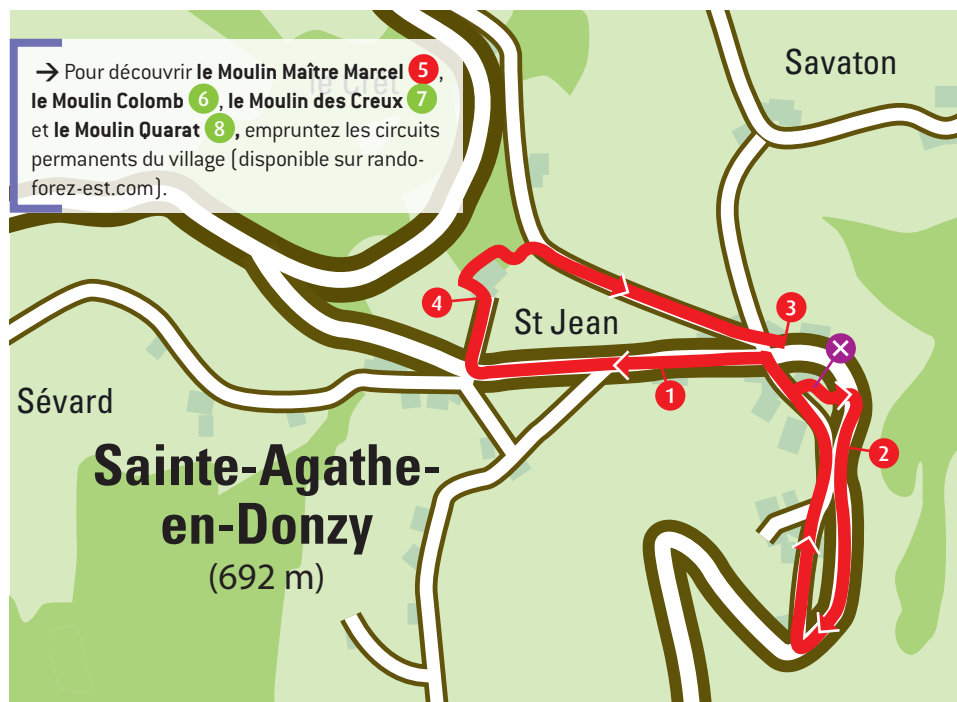 → Pour découvrir le Moulin Maître Marcel 5,
le Moulin Colomb 6, le Moulin des Creux 7
et le Moulin Quarat 8, empruntez les circuits
permanents du village (disponible sur rando-
forez-est.com).
le Crêt
Savaton
St Jean
4
3
1
2
Sévard
Sainte-Agathe-
en-Donzy
(692 m)